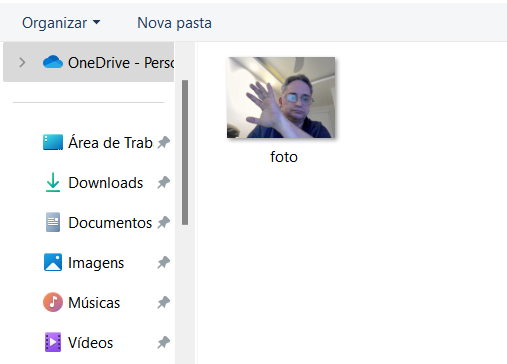 Organizar
Nova pasta
OneDrive - Perso
Área de Trab
Downloads
Documentos
Imagens
Músicas
Vídeos
foto